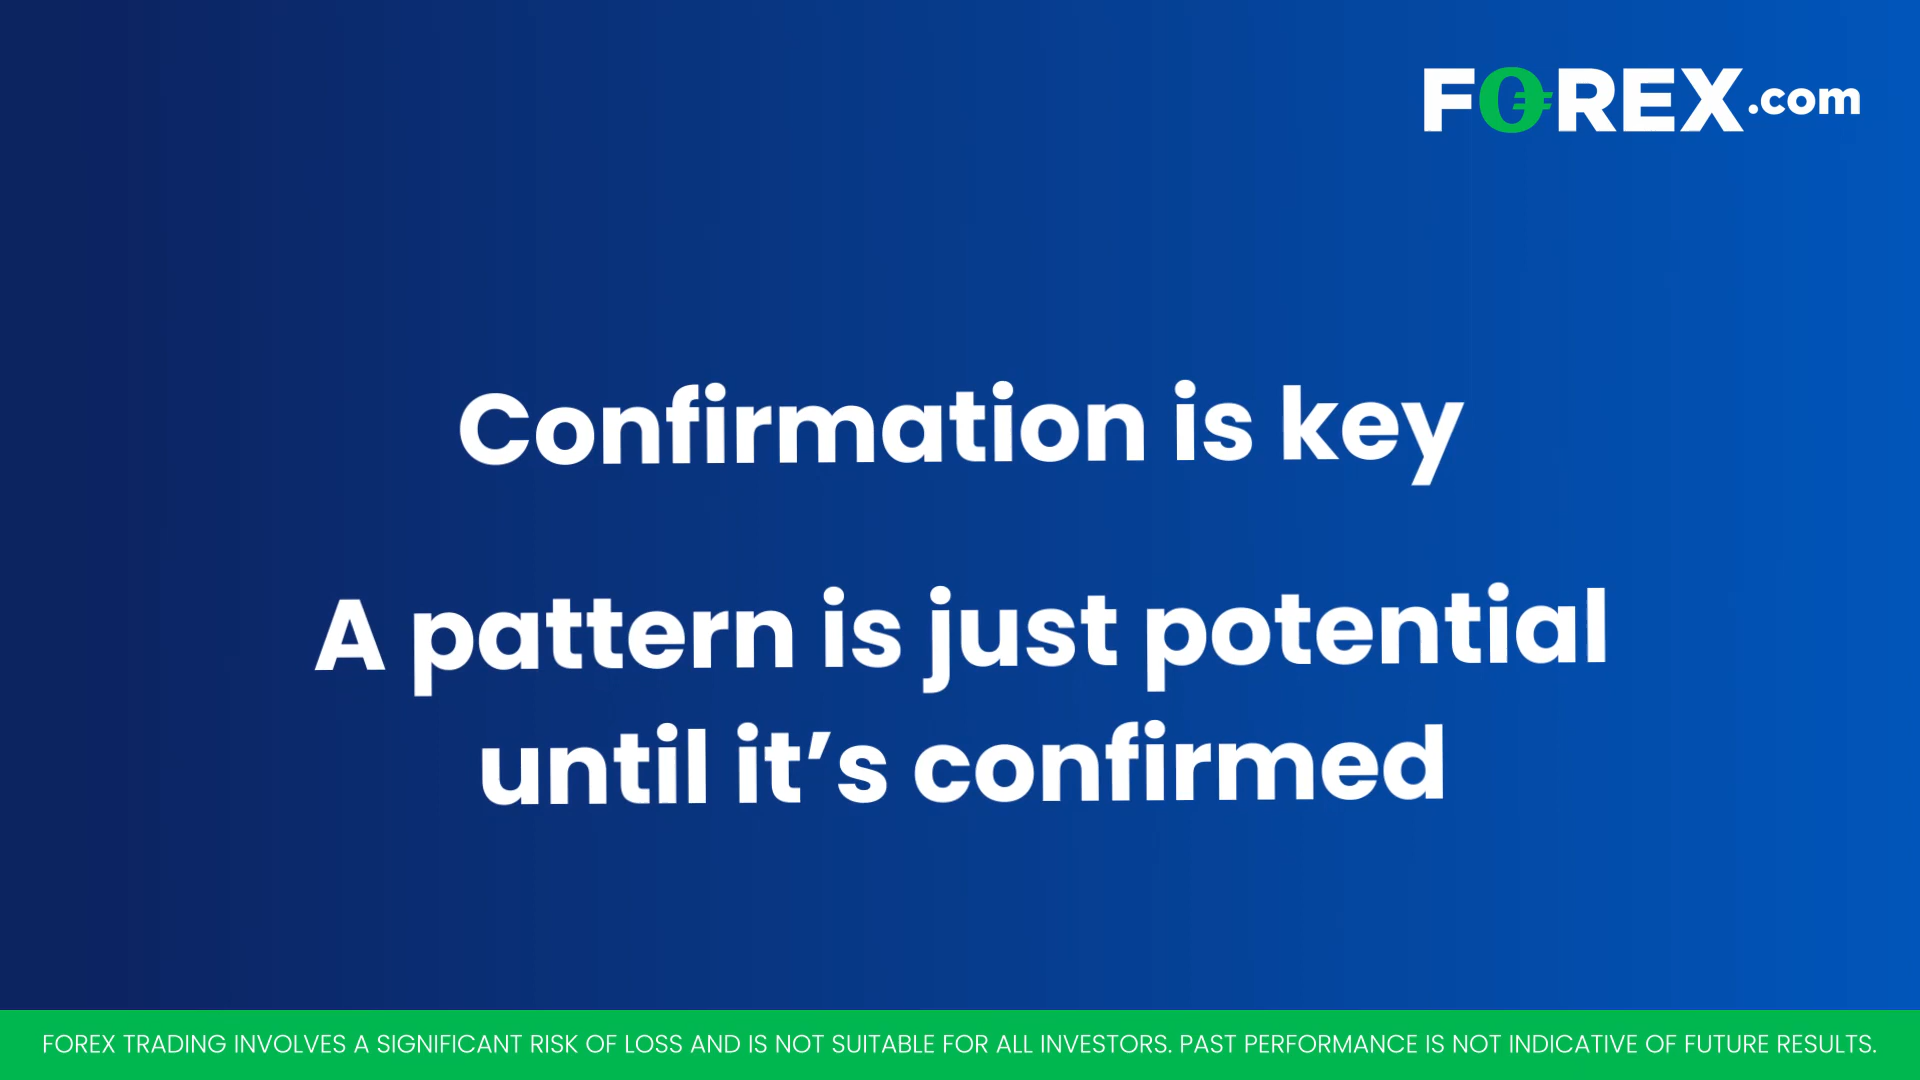 FOREX.com
Confirmation is key
A pattern is just potential
until it’s confirmed
FOREX TRADING INVOLVES A SIGNIFICANT RISK OF LOSS AND IS NOT SUITABLE FOR ALL INVESTORS. PAST PERFORMANCE IS NOT INDICATIVE OF FUTURE RESULTS.